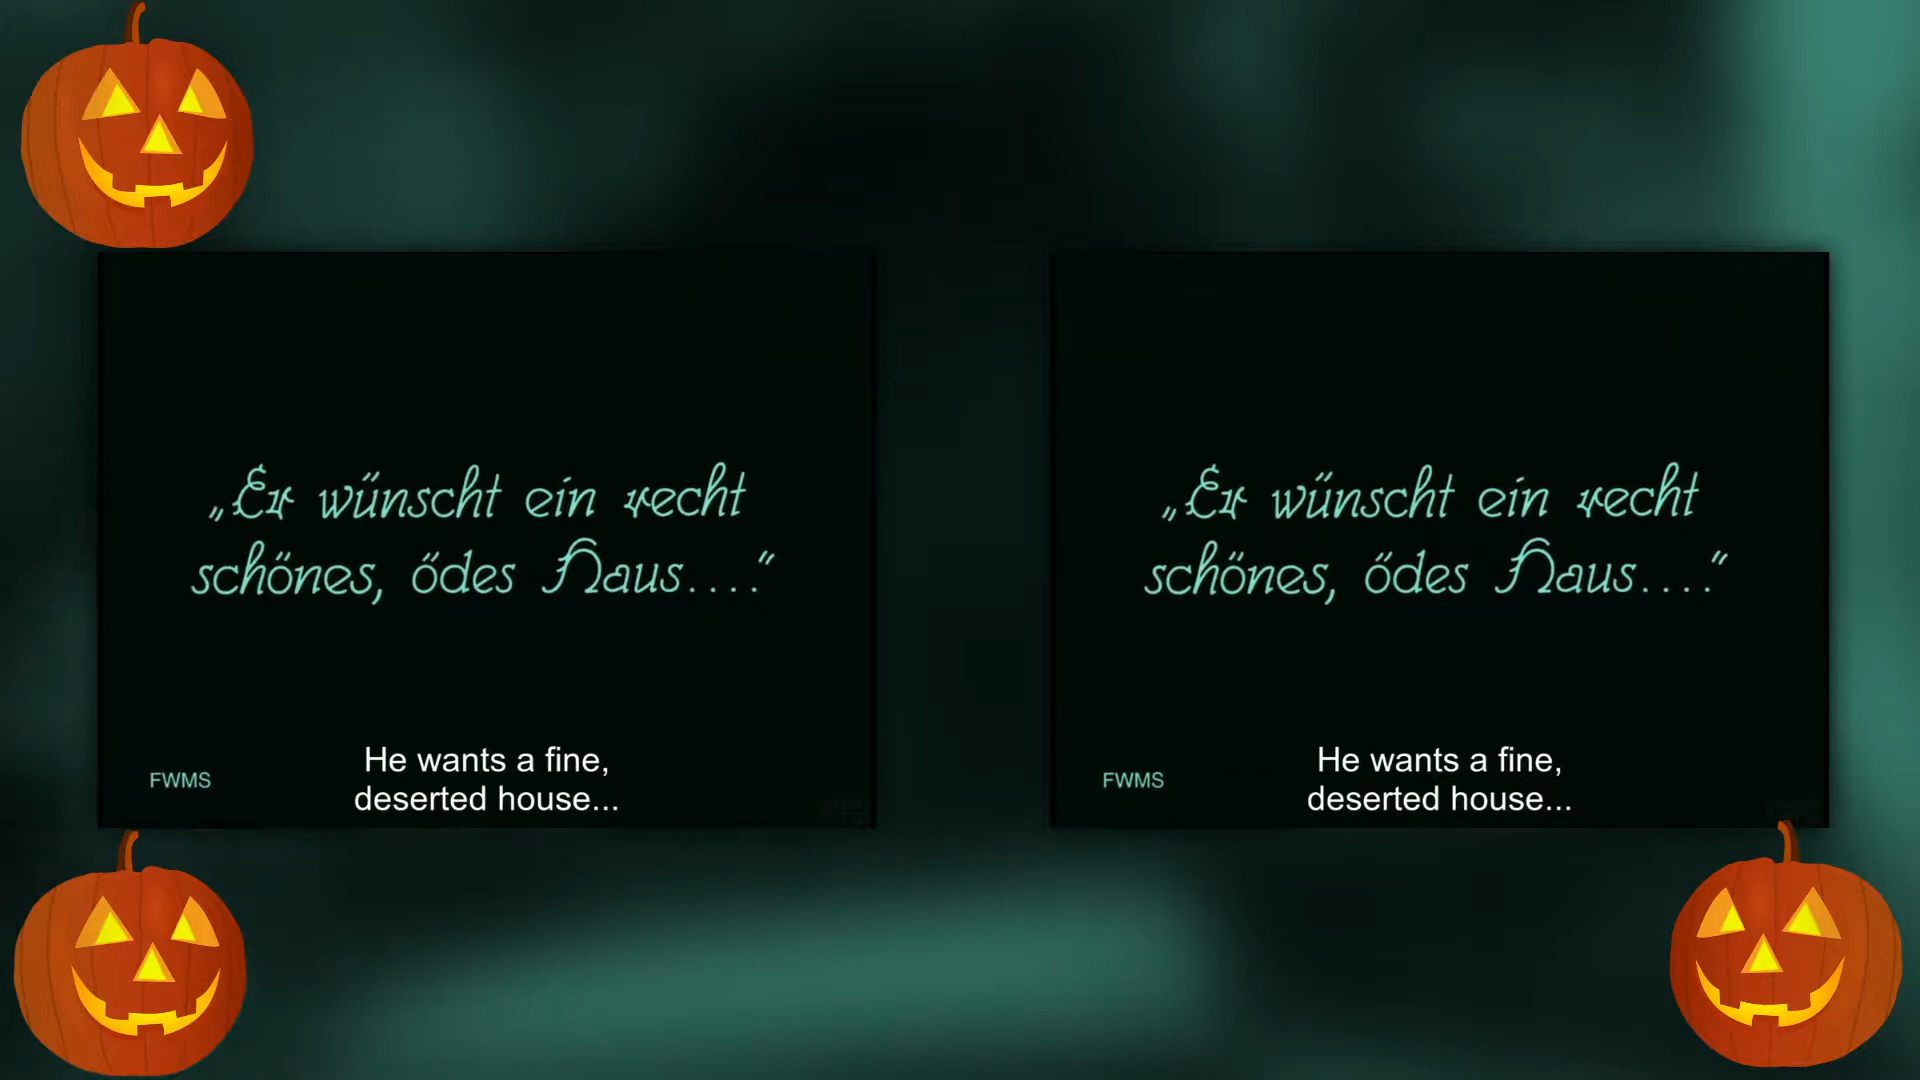 „Er wünscht ein recht
schönes, ödes Haus....“
He wants a fine,
deserted house...
FWMS
„Er wünscht ein recht
schönes, ödes Haus....“
He wants a fine,
deserted house...
FWMS